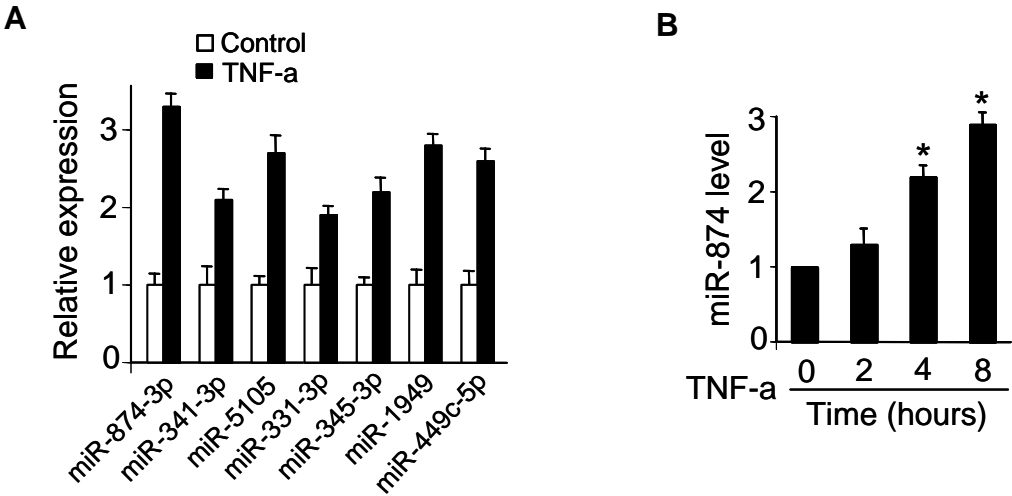 A
Control
TNF-a
Relative expression
3
2
1
0
miR-874-3p
miR-341-3p
miR-5105
miR-331-3p
miR-345-3p
miR-1949
miR-449c-5p
B
miR-874 level
3
2
1
0
* *
TNF-a 0 2 4 8
Time (hours)